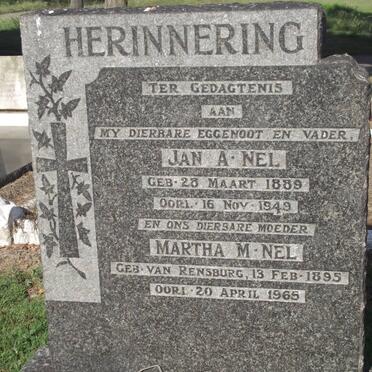 HERINNERING
TER GEDAGTENIS
AAN
MY DIERBARE EGGENOOT EN VADER,
JAN A. NEL
GEB. 23 MAART 1889
OORL. 16 NOV. 1949
EN ONS DIERBARE MOEDER
MARTHA M. NEL
GEB. VAN RENSBURG, 13 FEB. 1895
OORL. 20 APRIL 1965